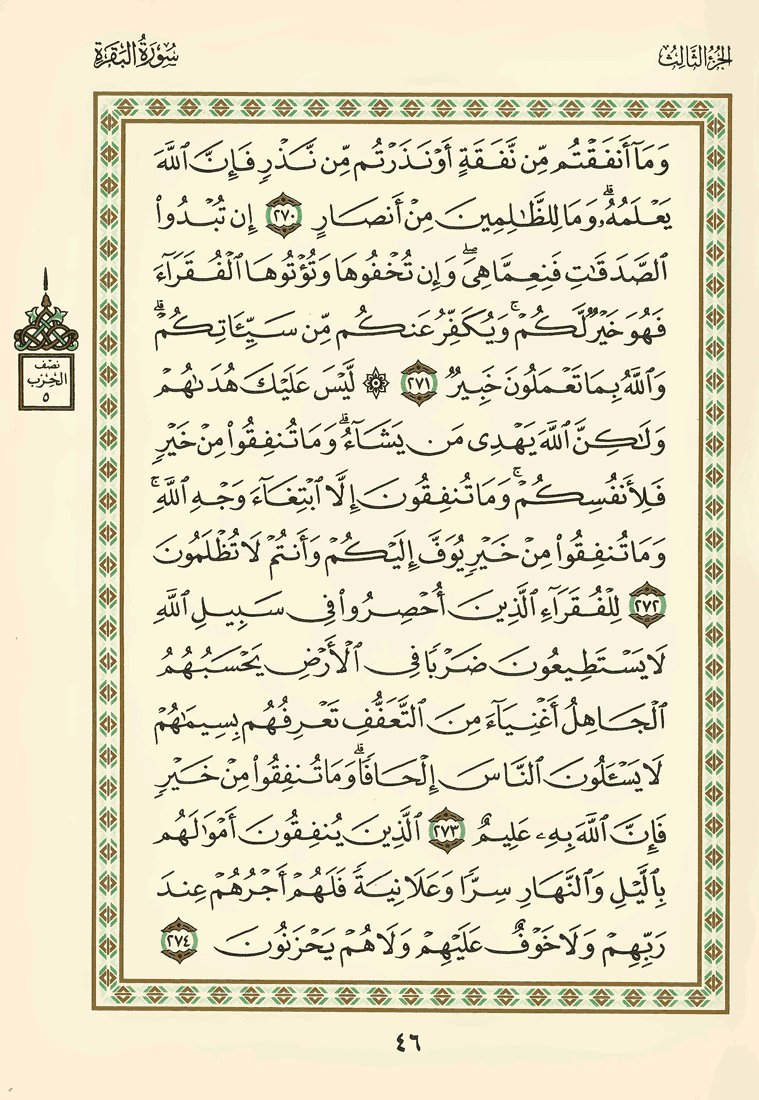 الجزء الثالث
سورة البقرة
وَمَآ أَنفَقْتُم مِّن نَّفَقَةٍ أَوْ نَذَرْتُم مِّن نَّذْرٍ فَإِنَّ ٱللَّهَ
يَعْلَمُهُۥۗ وَمَا لِلظَّٰلِمِينَ مِنْ أَنصَارٍ ٢٧٠ إِن تُبْدُوا۟
ٱلصَّدَقَٰتِ فَنِعِمَّا هِىَۖ وَإِن تُخْفُوهَا وَتُؤْتُوهَا ٱلْفُقَرَآءَ
فَهُوَ خَيْرٌ لَّكُمْۚ وَيُكَفِّرُ عَنكُم مِّن سَيِّـَٔاتِكُمْۗ
وَٱللَّهُ بِمَا تَعْمَلُونَ خَبِيرٌ ٢٧١ ۞ لَّيْسَ عَلَيْكَ هُدَىٰهُمْ
وَلَٰكِنَّ ٱللَّهَ يَهْدِى مَن يَشَآءُۗ وَمَا تُنفِقُوا۟ مِنْ خَيْرٍ
فَلِأَنفُسِكُمْۚ وَمَا تُنفِقُونَ إِلَّا ٱبْتِغَآءَ وَجْهِ ٱللَّهِۚ
وَمَا تُنفِقُوا۟ مِنْ خَيْرٍ يُوَفَّ إِلَيْكُمْ وَأَنتُمْ لَا تُظْلَمُونَ
٢٧٢ لِلْفُقَرَآءِ ٱلَّذِينَ أُحْصِرُوا۟ فِى سَبِيلِ ٱللَّهِ
لَا يَسْتَطِيعُونَ ضَرْبًا فِى ٱلْأَرْضِ يَحْسَبُهُمُ
ٱلْجَاهِلُ أَغْنِيَآءَ مِنَ ٱلتَّعَفُّفِ تَعْرِفُهُم بِسِيمَٰهُمْ
لَا يَسْـَٔلُونَ ٱلنَّاسَ إِلْحَافًاۗ وَمَا تُنفِقُوا۟ مِنْ خَيْرٍ
فَإِنَّ ٱللَّهَ بِهِۦ عَلِيمٌ ٢٧٣ ٱلَّذِينَ يُنفِقُونَ أَمْوَٰلَهُم
بِٱلَّيْلِ وَٱلنَّهَارِ سِرًّا وَعَلَانِيَةً فَلَهُمْ أَجْرُهُمْ عِندَ
رَبِّهِمْ وَلَا خَوْفٌ عَلَيْهِمْ وَلَا هُمْ يَحْزَنُونَ ٢٧٤
نصف
الحزب
٥
٤٦